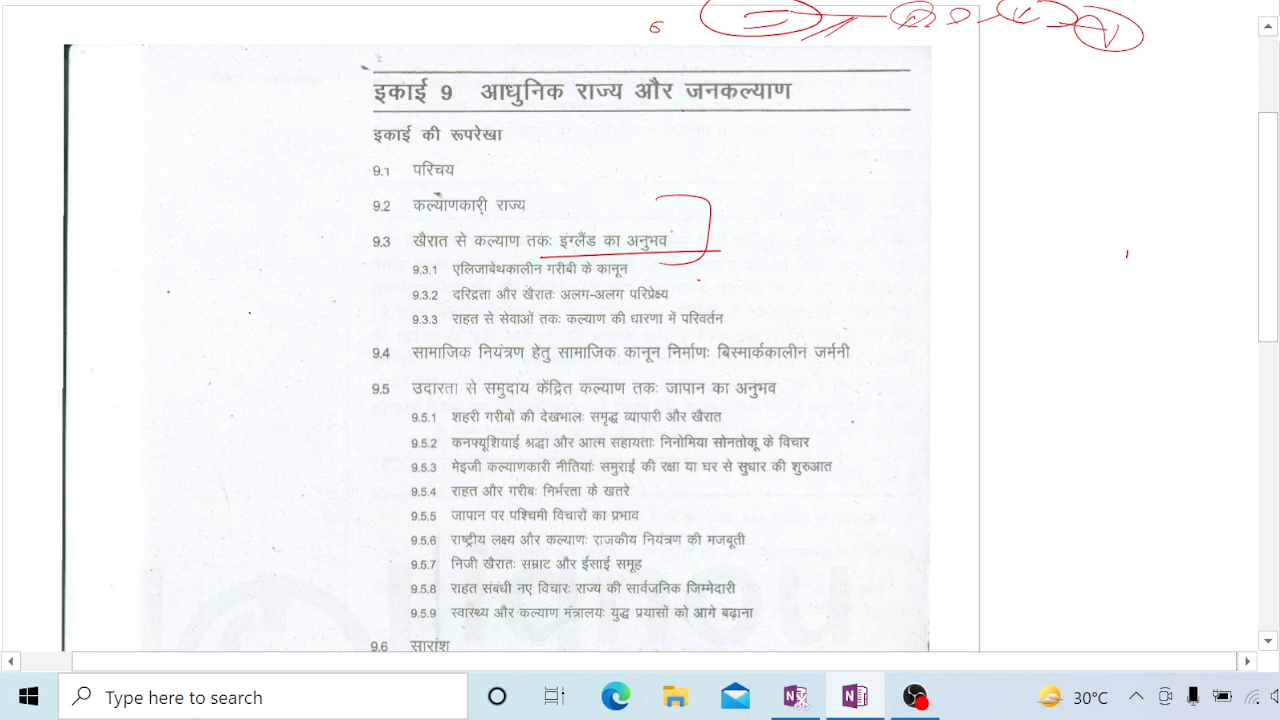 इकाई 9 आधुनिक राज्य और जनकल्याण
इकाई की रूपरेखा
9.1 परिचय
9.2 कल्याणकारी राज्य
9.3 खैरात से कल्याण तकः इंग्लैंड का अनुभव
9.3.1 एलिजाबेथकालीन गरीबी के कानून
9.3.2 दरिद्रता और खैरातः अलग-अलग परिप्रेक्ष्य
9.3.3 राहत से सेवाओं तकः कल्याण की धारणा में परिवर्तन
9.4 सामाजिक नियंत्रण हेतु सामाजिक कानून निर्माणः बिस्मार्ककालीन जर्मनी
9.5 उदारता से समुदाय केंद्रित कल्याण तकः जापान का अनुभव
9.5.1 शहरी गरीबों की देखभालः समृद्ध व्यापारी और खैरात
9.5.2 कनफ्यूशियाई श्रद्धा और आत्म सहायताः निनोमिया सोनतोकू के विचार
9.5.3 मेइजी कल्याणकारी नीतियांः समुराई की रक्षा या घर से सुधार की शुरुआत
9.5.4 राहत और गरीबः निर्भरता के खतरे
9.5.5 जापान पर पश्चिमी विचारों का प्रभाव
9.5.6 राष्ट्रीय लक्ष्य और कल्याणः राजकीय नियंत्रण की मजबूती
9.5.7 निजी खैरातः सम्राट और ईसाई समूह
9.5.8 राहत संबंधी नए विचारः राज्य की सार्वजनिक जिम्मेदारी
9.5.9 स्वास्थ्य और कल्याण मंत्रालयः युद्ध प्रयासों को आगे बढ़ाना
9.6 सारांश
Type here to search
30°C